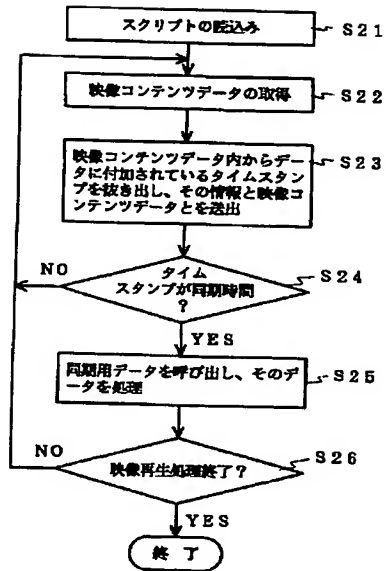 スクリプトの読込み
S21
映像コンテンツデータの取得
S22
映像コンテンツデータ内からデー
タに付加されているタイムスタン
プを抜き出し、その情報と映像コ
ンテンツデータとを送出
S23
タイム
スタンプが同期時間
?
S24
NO
YES
同期用データを呼び出し、そのデー
タを処理
S25
映像再生処理終了?
S26
NO
YES
終 了